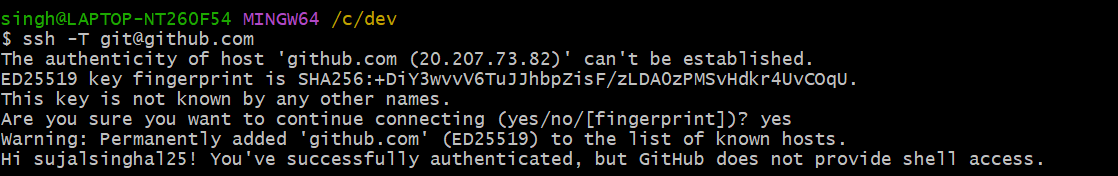 singh@LAPTOP-NT260F54 MINGW64 /c/dev
$ ssh -T git@github.com
The authenticity of host 'github.com (20.207.73.82)' can't be established.
ED25519 key fingerprint is SHA256:+DiY3wvvV6TuJJhbpZisF/zLDA0zPMSvHdkr4UvCOqU.
This key is not known by any other names.
Are you sure you want to continue connecting (yes/no/[fingerprint])? yes
Warning: Permanently added 'github.com' (ED25519) to the list of known hosts.
Hi sujalsinghal25! You've successfully authenticated, but GitHub does not provide shell access.